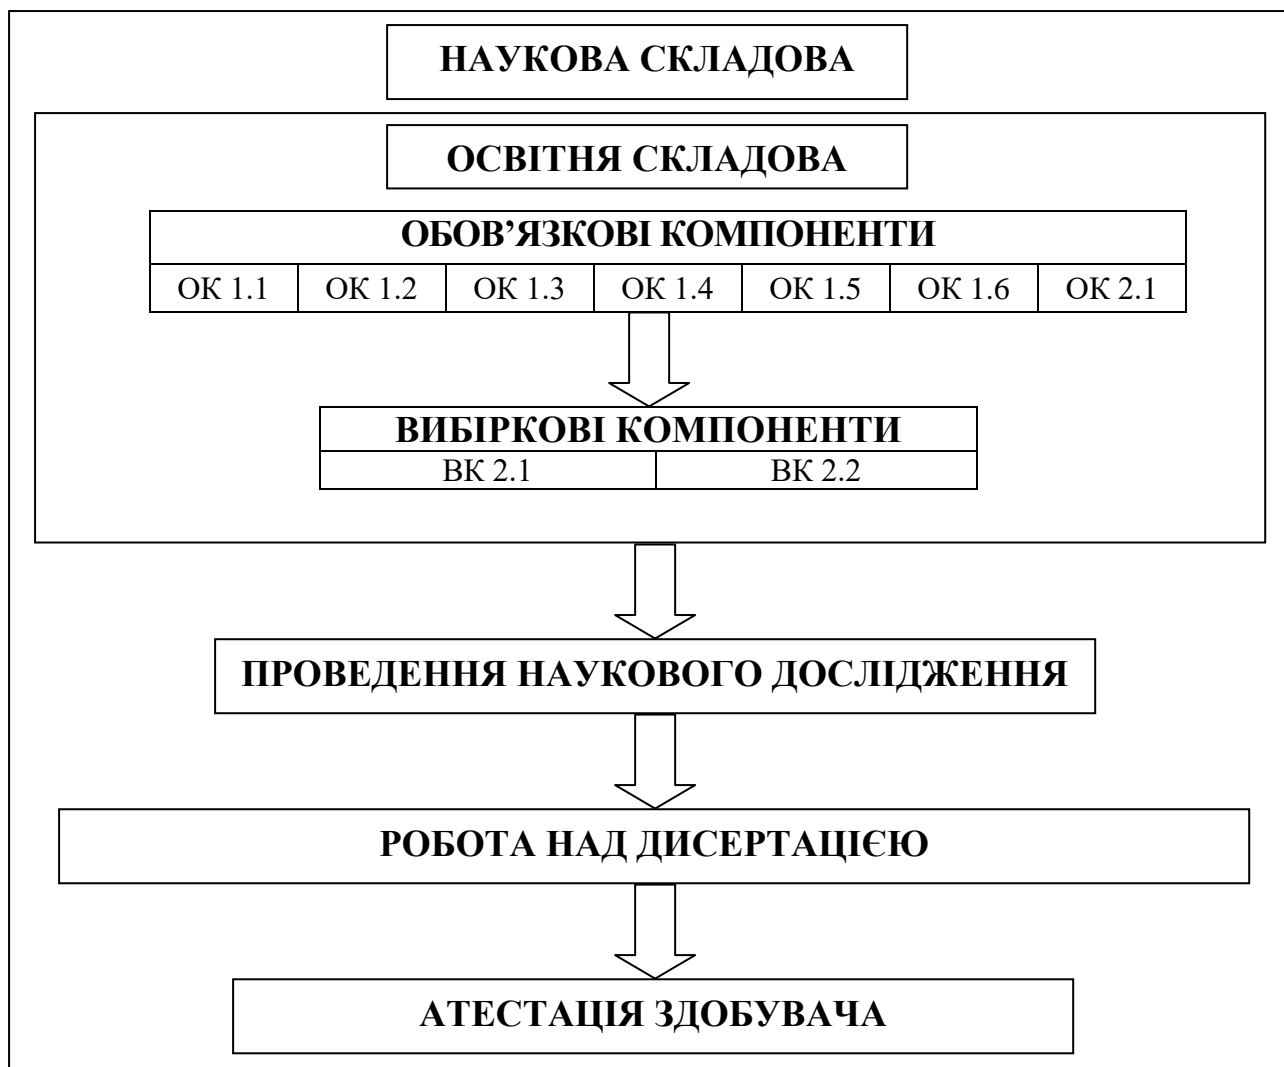 НАУКОВА СКЛАДОВА
ОСВІТНЯ СКЛАДОВА
ОБОВ’ЯЗКОВІ КОМПОНЕНТИ
ОК 1.1 ОК 1.2 ОК 1.3 ОК 1.4 ОК 1.5 ОК 1.6 ОК 2.1
ВИБІРКОВІ КОМПОНЕНТИ
ВК 2.1 ВК 2.2
ПРОВЕДЕННЯ НАУКОВОГО ДОСЛІДЖЕННЯ
РОБОТА НАД ДИСЕРТАЦІЄЮ
АТЕСТАЦІЯ ЗДОБУВАЧА